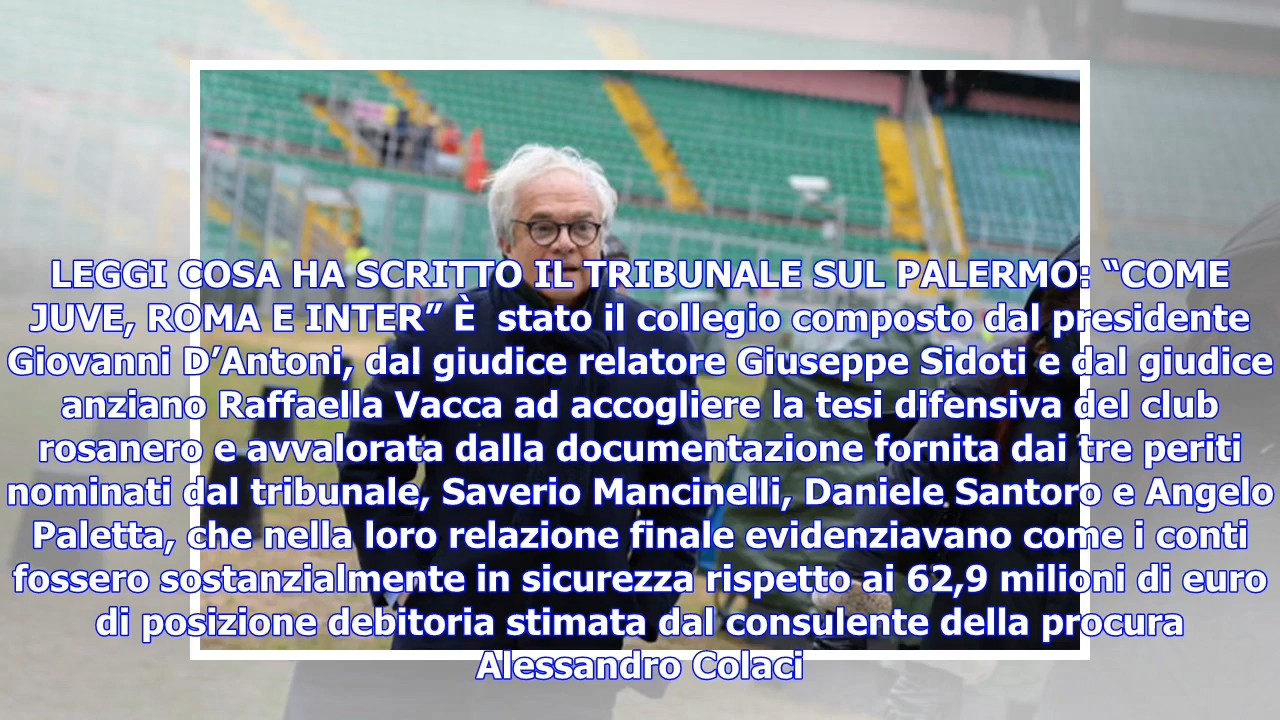 LEGGI COSA HA SCRITTO IL TRIBUNALE SUL PALERMO: “COME
JUVE, ROMA E INTER” È  stato il collegio composto dal presidente
Giovanni D’Antoni, dal giudice relatore Giuseppe Sidoti e dal giudice
anziano Raffaella Vacca ad accogliere la tesi difensiva del club
rosanero e avvalorata dalla documentazione fornita dai tre periti
nominati dal tribunale, Saverio Mancinelli, Daniele Santoro e Angelo
Paletta, che nella loro relazione finale evidenziavano come i conti
fossero sostanzialmente in sicurezza rispetto ai 62,9 milioni di euro
di posizione debitoria stimata dal consulente della procura
Alessandro Colaci